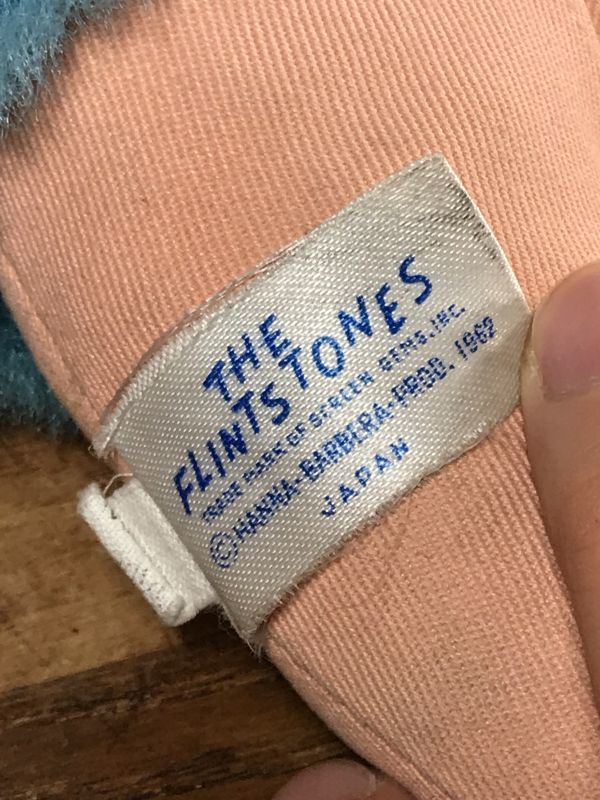 THE
FLINTSTONES
TRADE MARK OF SCREEN GEMS, INC.
© HANNA-BARBERA PROD. 1962
JAPAN